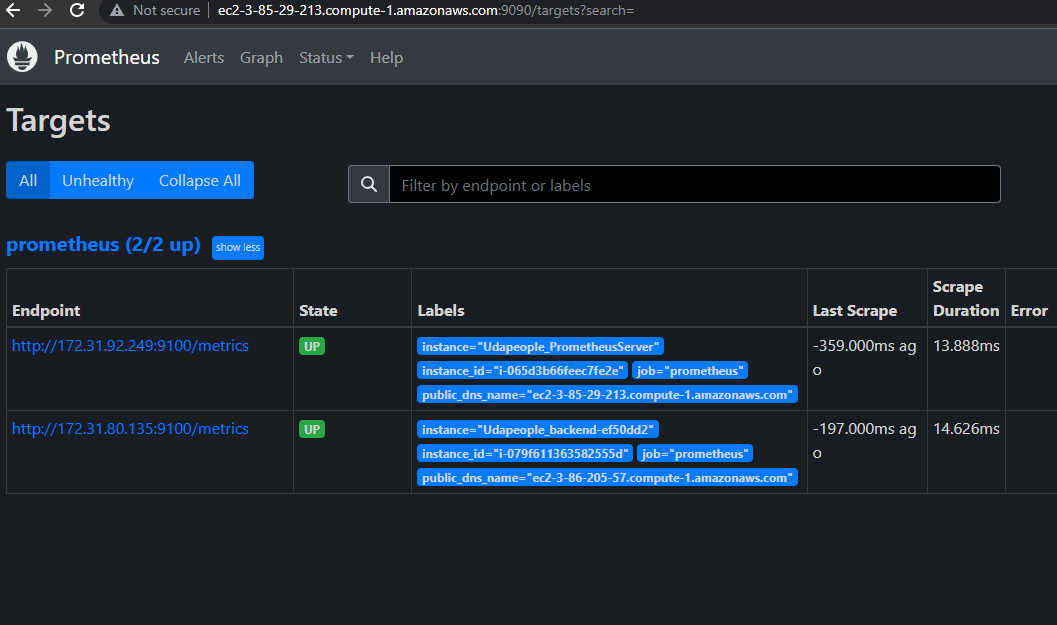 Not secure ec2-3-85-29-213.compute-1.amazonaws.com:9090/targets?search=
Prometheus Alerts Graph Status Help
Targets
All Unhealthy Collapse All Filter by endpoint or labels
prometheus (2/2 up) show less
Endpoint State Labels Last Scrape Scrape Duration Error
http://172.31.92.249:9100/metrics UP instance="Udapeople_PrometheusServer" -359.000ms ag 13.888ms
instance_id="i-065d3b66feec7fe2e" job="prometheus" o
public_dns_name="ec2-3-85-29-213.compute-1.amazonaws.com"
http://172.31.80.135:9100/metrics UP instance="Udapeople_backend-ef50dd2" -197.000ms ag 14.626ms
instance_id="i-079f611363582555d" job="prometheus" o
public_dns_name="ec2-3-86-205-57.compute-1.amazonaws.com"